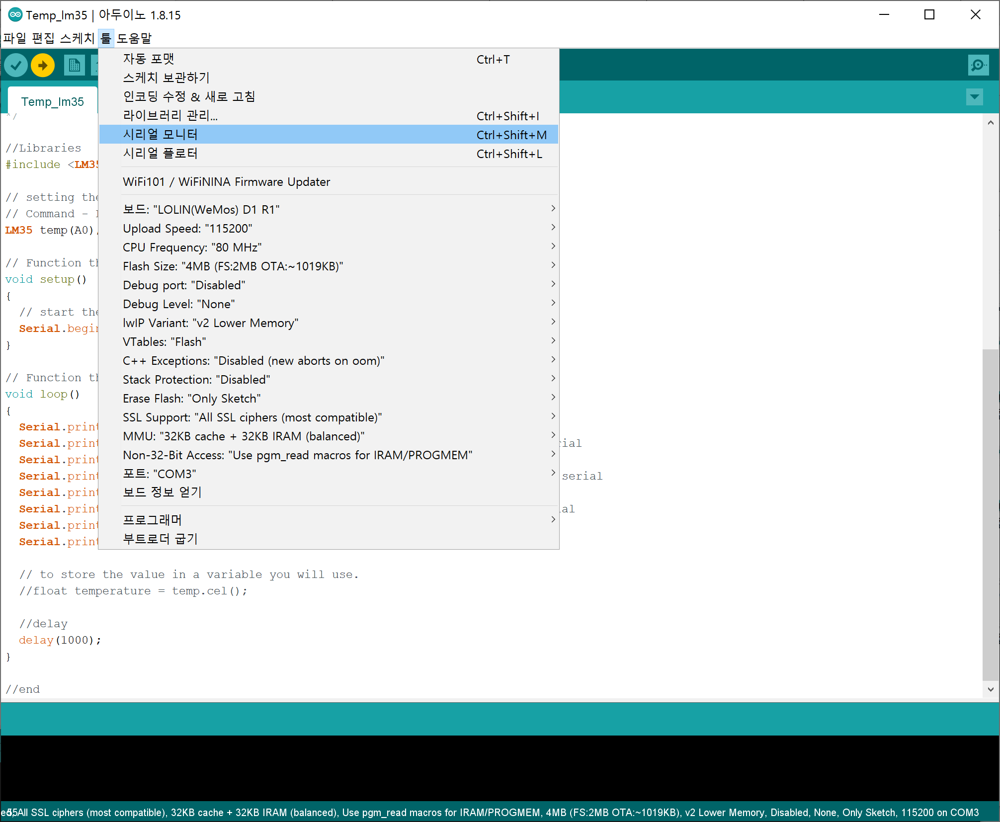 Temp_lm35 | 아두이노 1.8.15
파일 편집 스케치 툴 도움말
자동 포맷 Ctrl+T
스케치 보관하기
인코딩 수정 & 새로 고침
라이브러리 관리... Ctrl+Shift+I
시리얼 모니터 Ctrl+Shift+M
시리얼 플로터 Ctrl+Shift+L
WiFi101 / WiFiNINA Firmware Updater
보드: "LOLIN(WeMos) D1 R1"
Upload Speed: "115200"
CPU Frequency: "80 MHz"
Flash Size: "4MB (FS:2MB OTA:~1019KB)"
Debug port: "Disabled"
Debug Level: "None"
lwIP Variant: "v2 Lower Memory"
VTables: "Flash"
C++ Exceptions: "Disabled (new aborts on oom)"
Stack Protection: "Disabled"
Erase Flash: "Only Sketch"
SSL Support: "All SSL ciphers (most compatible)"
MMU: "32KB cache + 32KB IRAM (balanced)"
Non-32-Bit Access: "Use pgm_read macros for IRAM/PROGMEM"
포트: "COM3"
보드 정보 얻기
프로그래머
부트로더 굽기
Temp_lm35
//Libraries
#include <LM35
// setting the
// Command -
LM35 temp(A0)
// Function th
void setup()
{
// start the
Serial.begin
}
// Function th
void loop()
{
Serial.print
Serial.print rial
Serial.print
Serial.print serial
Serial.print
Serial.print ial
Serial.print
Serial.print
// to store the value in a variable you will use.
//float temperature = temp.cel();
//delay
delay(1000);
}
//end
All SSL ciphers (most compatible), 32KB cache + 32KB IRAM (balanced), Use pgm_read macros for IRAM/PROGMEM, 4MB (FS:2MB OTA:~1019KB), v2 Lower Memory, Disabled, None, Only Sketch, 115200 on COM3